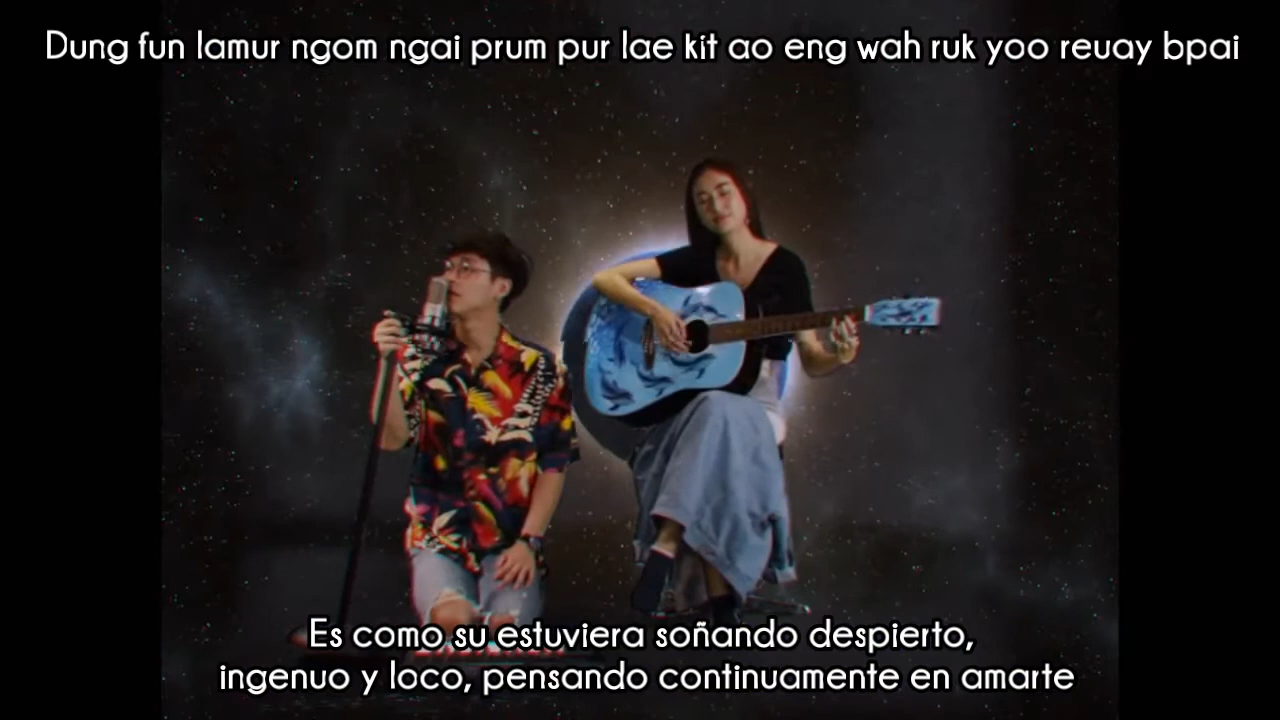 Dung fun lamur ngom ngai prum pur lae kit ao eng wah ruk yoo reuay bpai
Es como su estuviera soñando despierto,
ingenuo y loco, pensando continuamente en amarte